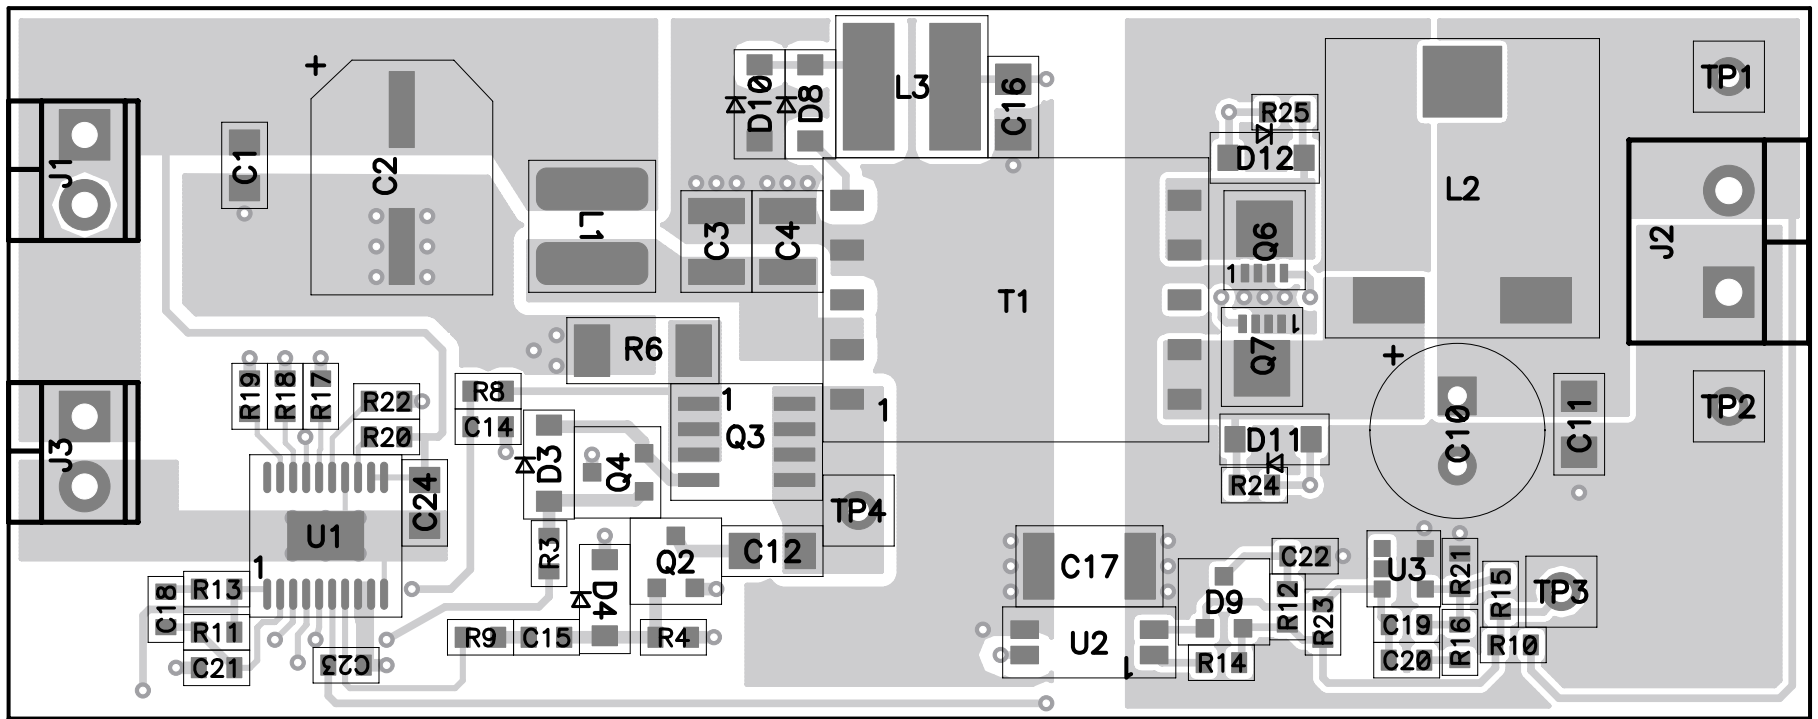 +
J1
C1
C2
L1
D10
D8
L3
C16
C3
C4
T1
1
R25
D12
Q6
1
L2
TP1
J2
1
Q7
+
C10
C11
TP2
D11
R24
J3
R19
R18
R17
R22
R20
R8
C14
R6
1
Q3
D3
Q4
TP4
C24
U1
1
R3
D4
Q2
C12
C18
R13
R11
C21
C23
R9
C15
R4
C17
U2
1
D9
C22
R12
R23
R14
U3
R21
R15
TP3
C19
C20
R16
R10